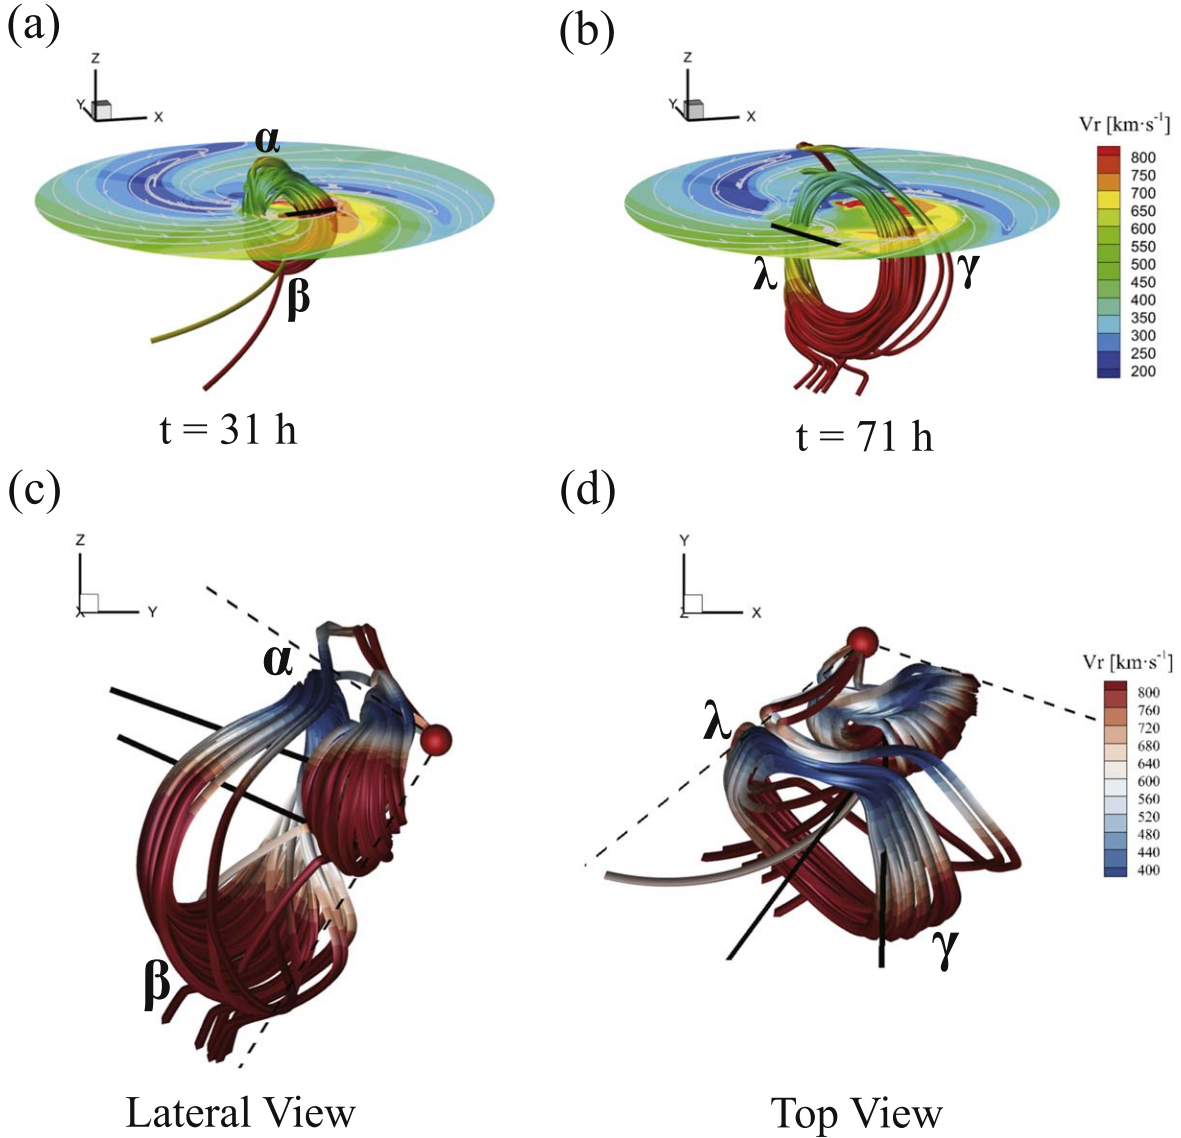 (a)
(b)
Z
Y
X
α
β
t = 31 h
Z
Y
X
λ
γ
t = 71 h
Vr [km·s⁻¹]
800
750
700
650
600
550
500
450
400
350
300
250
200
(c)
(d)
Z
X
Y
α
β
Lateral View
Y
Z
X
λ
γ
Top View
Vr [km·s⁻¹]
800
760
720
680
640
600
560
520
480
440
400